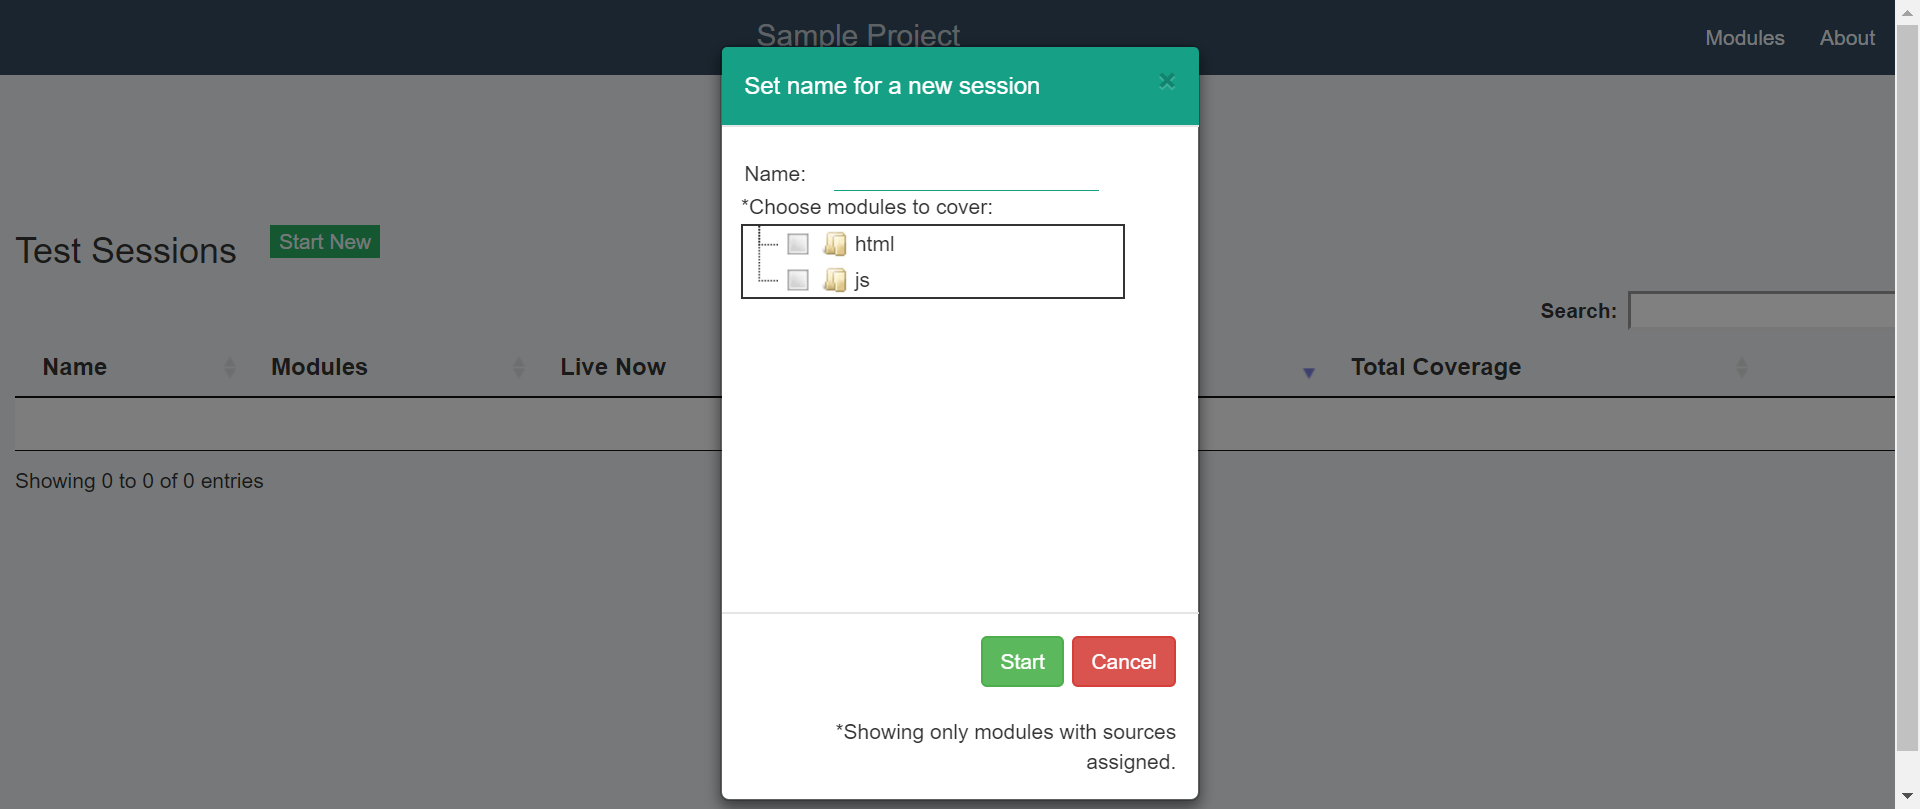 Sample Project
Modules
About
Set name for a new session
×
Name:
*Choose modules to cover:
html
js
Test Sessions
Start New
Search:
Name
Modules
Live Now
Total Coverage
Showing 0 to 0 of 0 entries
Start
Cancel
*Showing only modules with sources
assigned.